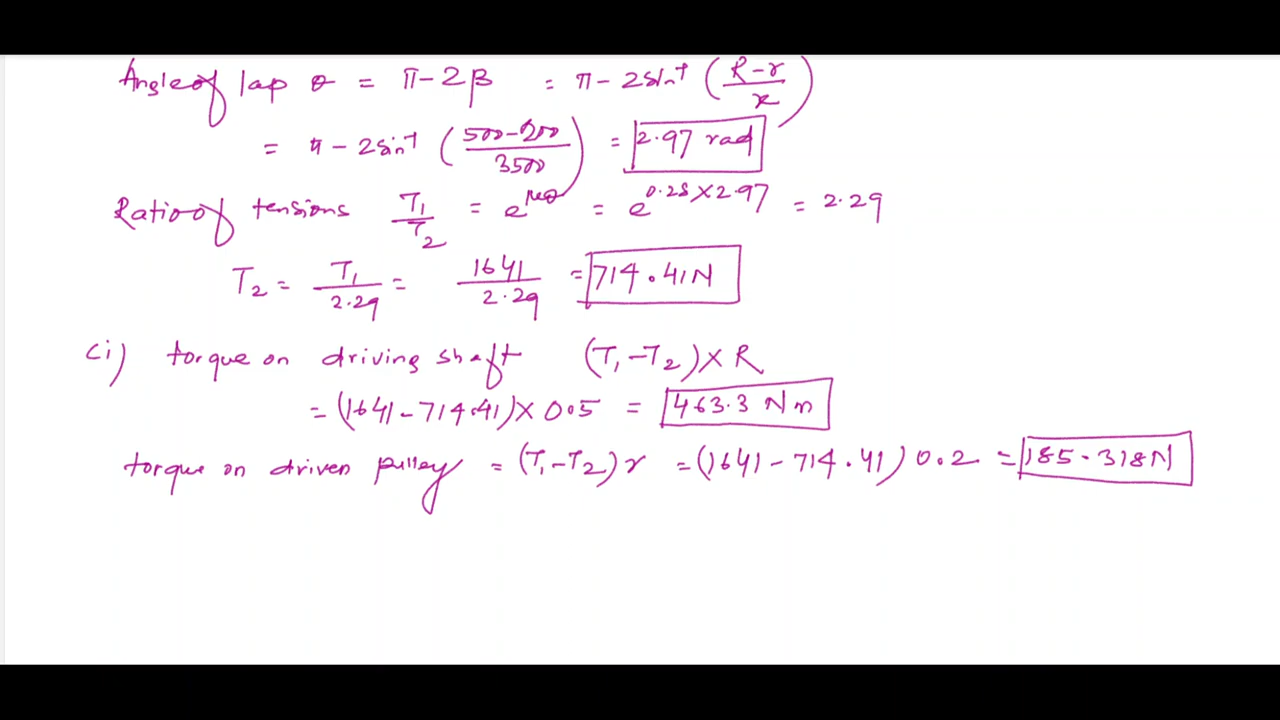 Angle of lap θ = π - 2β = π - 2sin⁻¹ (R-r/x)
= π - 2sin⁻¹ (500-200/3500) = 2.97 rad
Ratio of tensions T₁/T₂ = e^μθ = e^0.28×2.97 = 2.29
T₂ = T₁/2.29 = 1641/2.29 = 714.41N
(i) torque on driving shaft (T₁-T₂)×R
= (1641-714.41)×0.5 = 463.3 Nm
torque on driven pulley = (T₁-T₂)r = (1641-714.41)0.2 = 185.318N